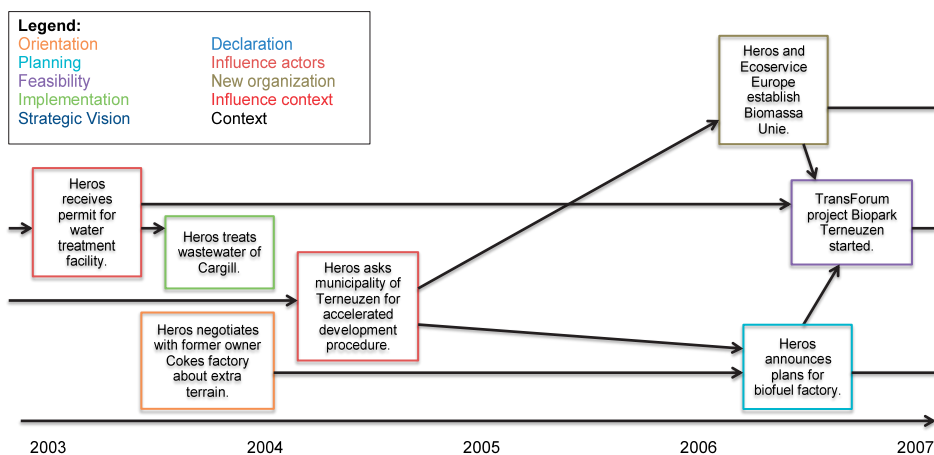 Legend:
Orientation
Planning
Feasibility
Implementation
Strategic Vision
Declaration
Influence actors
New organization
Influence context
Context
Heros and
Ecoservice
Europe
establish
Biomassa
Unie.
Heros
receives
permit for
water
treatment
facility.
TransForum
project Biopark
Terneuzen
started.
Heros treats
wastewater of
Cargill.
Heros asks
municipality of
Terneuzen for
accelerated
development
procedure.
Heros negotiates
with former owner
Cokes factory
about extra
terrain.
Heros
announces
plans for
biofuel factory.
2003
2004
2005
2006
2007